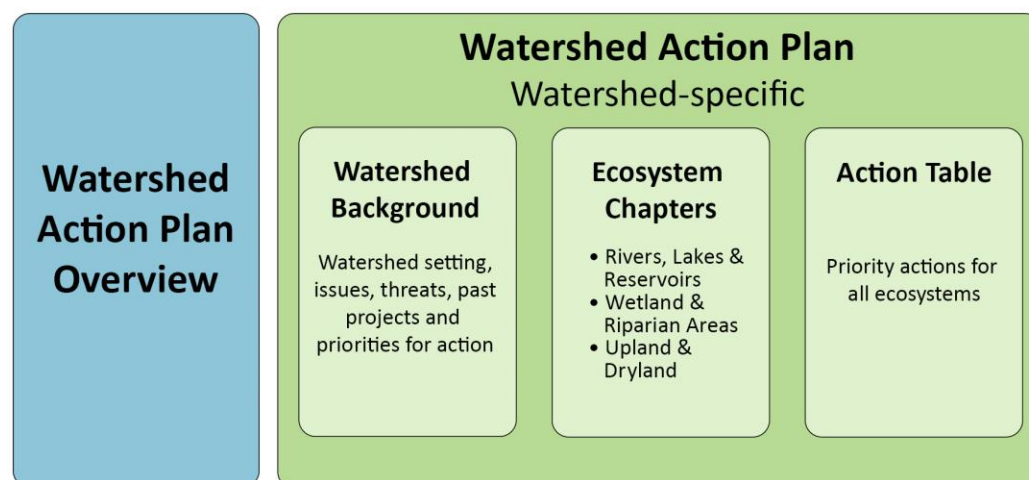 Watershed
Action Plan
Overview
Watershed Action Plan
Watershed-specific
Watershed
Background
Watershed setting,
issues, threats, past
projects and
priorities for action
Ecosystem
Chapters
• Rivers, Lakes &
Reservoirs
• Wetland &
Riparian Areas
• Upland &
Dryland
Action Table
Priority actions for
all ecosystems